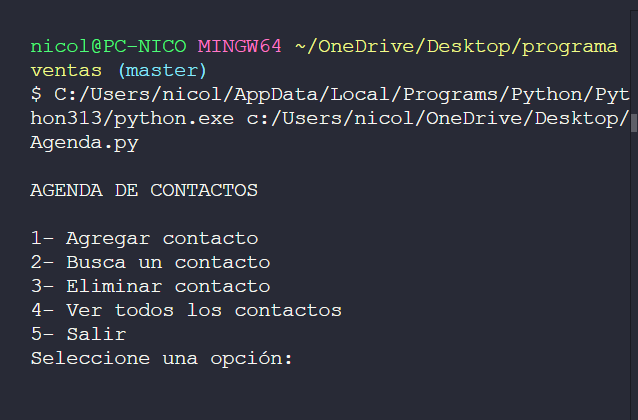 nicol@PC-NICO MINGW64 ~/OneDrive/Desktop/programa
ventas (master)
$ C:/Users/nicol/AppData/Local/Programs/Python/Pyt
hon313/python.exe c:/Users/nicol/OneDrive/Desktop/
Agenda.py
AGENDA DE CONTACTOS
1- Agregar contacto
2- Busca un contacto
3- Eliminar contacto
4- Ver todos los contactos
5- Salir
Seleccione una opción: